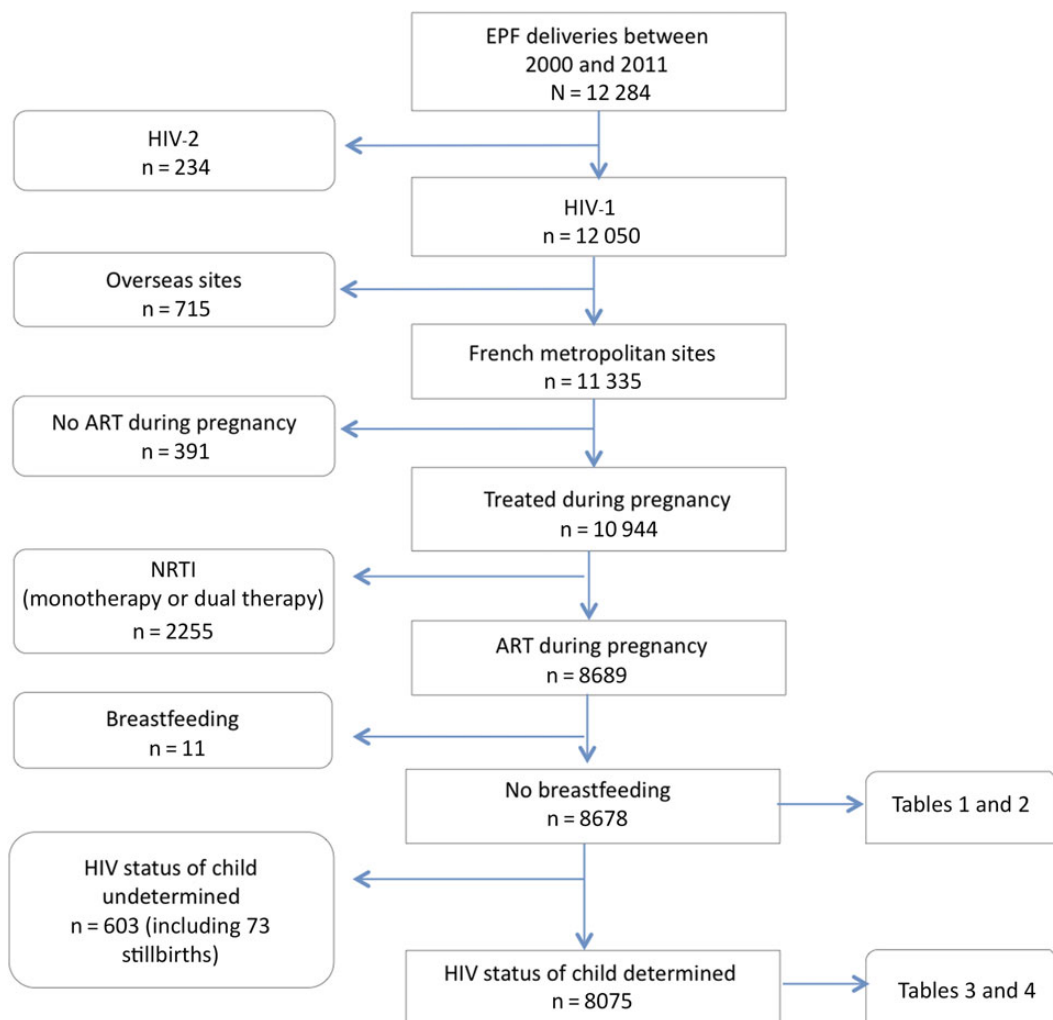 EPF deliveries between
2000 and 2011
N = 12 284
HIV-2
n = 234
HIV-1
n = 12 050
Overseas sites
n = 715
French metropolitan sites
n = 11 335
No ART during pregnancy
n = 391
Treated during pregnancy
n = 10 944
NRTI
(monotherapy or dual therapy)
n = 2255
ART during pregnancy
n = 8689
Breastfeeding
n = 11
No breastfeeding
n = 8678
Tables 1 and 2
HIV status of child
undetermined
n = 603 (including 73
stillbirths)
HIV status of child determined
n = 8075
Tables 3 and 4